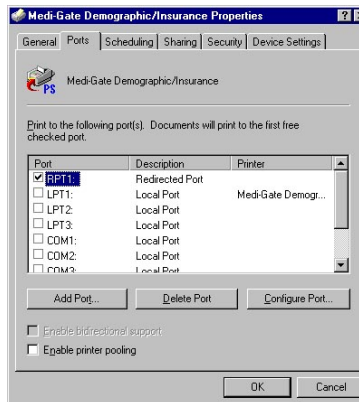 Medi-Gate Demographic/Insurance Properties
General Ports Scheduling Sharing Security Device Settings
PS
Medi-Gate Demographic/Insurance
Print to the following port(s). Documents will print to the first free
checked port.
Port Description Printer
RPT1: Redirected Port
LPT1: Local Port Medi-Gate Demogr...
LPT2: Local Port
LPT3: Local Port
COM1: Local Port
COM2: Local Port
COM3: Local Port
Add Port... Delete Port Configure Port...
Enable bidirectional support
Enable printer pooling
OK Cancel